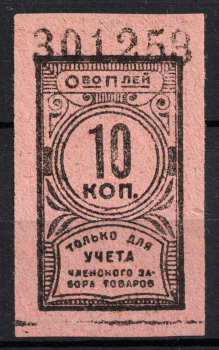 301258
ОВОПЛЕЙ
10
КОП.
ТОЛЬКО ДЛЯ
УЧЕТА
ЧЛЕНСКОГО ЗА-
БОРА ТОВАРОВ